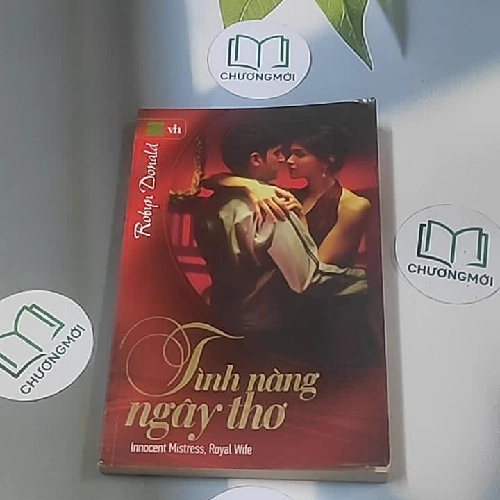 CHƯƠNGMỚI
vh
Robyn Donald
CHƯƠNGMỚI
CHƯƠNGMỚI
Tình nàng
ngây thơ
Innocent Mistress, Royal Wife